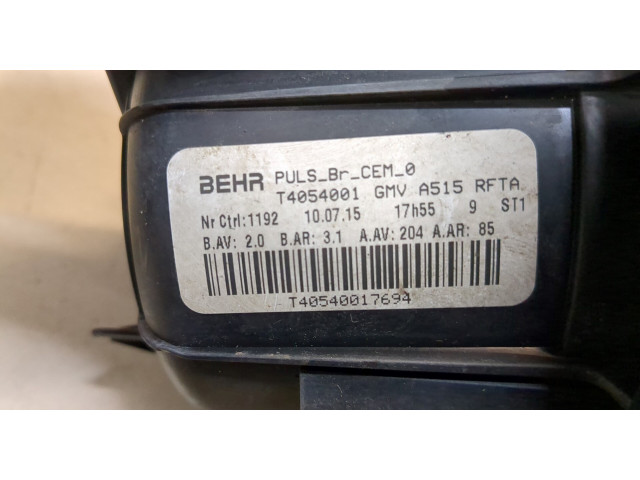 BEHR PULS_Br_CEM_0
T4054001 GMV A515 RFTA
Nr Ctrl:1192 10.07.15 17h55 9 ST1
B.AV: 2.0 B.AR: 3.1 A.AV: 204 A.AR: 85
T40540017694